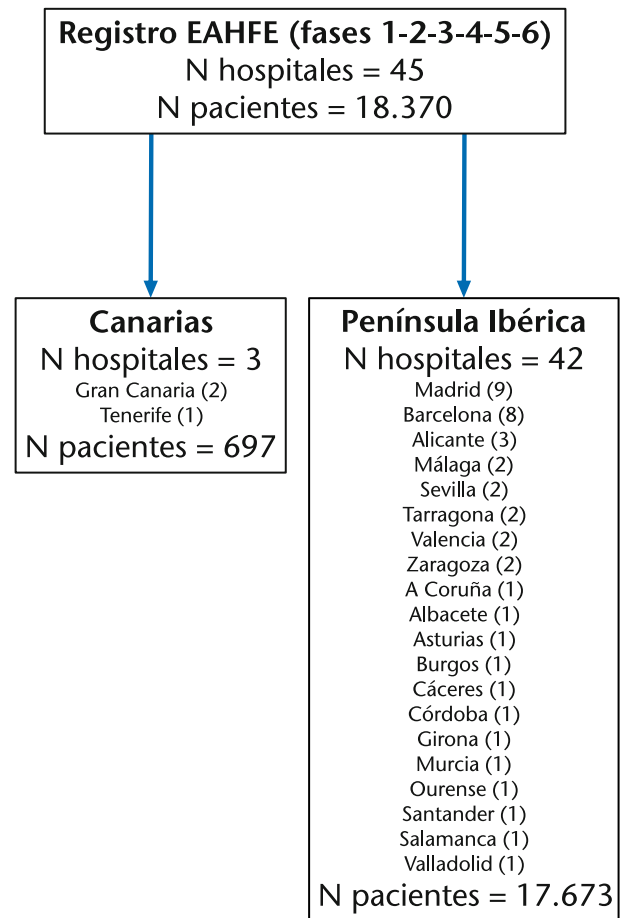 Registro EAHFE (fases 1-2-3-4-5-6)
N hospitales = 45
N pacientes = 18.370
Canarias
N hospitales = 3
Gran Canaria (2)
Tenerife (1)
N pacientes = 697
Península Ibérica
N hospitales = 42
Madrid (9)
Barcelona (8)
Alicante (3)
Málaga (2)
Sevilla (2)
Tarragona (2)
Valencia (2)
Zaragoza (2)
A Coruña (1)
Albacete (1)
Asturias (1)
Burgos (1)
Cáceres (1)
Córdoba (1)
Girona (1)
Murcia (1)
Ourense (1)
Santander (1)
Salamanca (1)
Valladolid (1)
N pacientes = 17.673